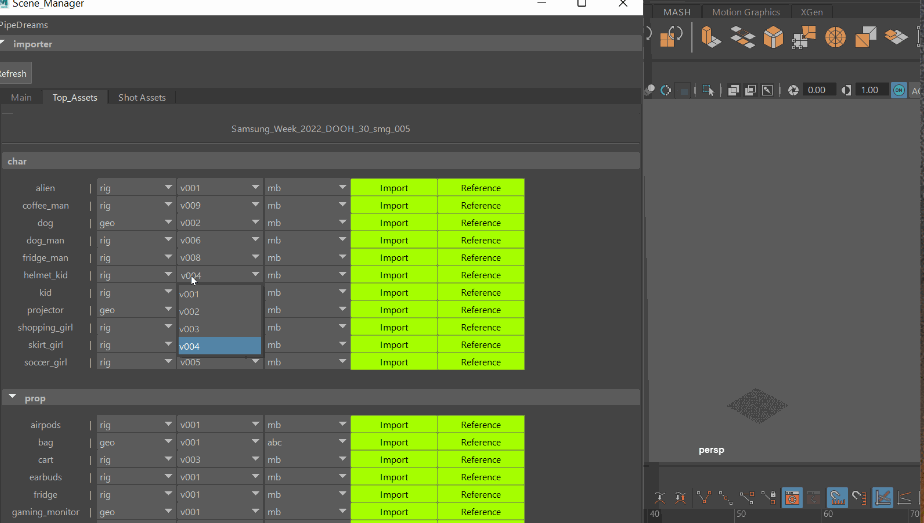 Scene_Manager
PipeDreams
importer
Refresh
Main Top_Assets Shot Assets
Samsung_Week_2022_DOOH_30_smg_005
char
alien | rig v001 mb Import Reference
coffee_man | rig v009 mb Import Reference
dog | geo v002 mb Import Reference
dog_man | rig v006 mb Import Reference
fridge_man | rig v008 mb Import Reference
helmet_kid | rig v004 mb Import Reference
kid | rig v001 mb Import Reference
projector | geo v002 mb Import Reference
shopping_girl | rig v003 mb Import Reference
skirt_girl | rig v004 mb Import Reference
soccer_girl | rig v005 mb Import Reference
prop
airpods | rig v001 mb Import Reference
bag | geo v001 abc Import Reference
cart | rig v003 mb Import Reference
earbuds | rig v001 mb Import Reference
fridge | rig v001 mb Import Reference
gaming_monitor | geo v001 mb Import Reference
MASH Motion Graphics XGen
0.00 1.00 ON AC
persp
40 50 60 70